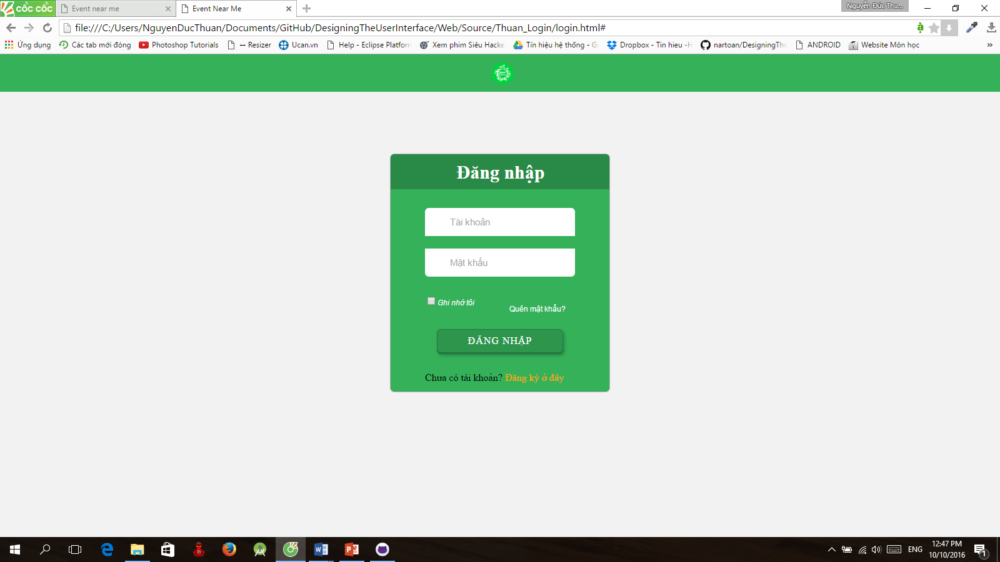 cốc cốc
Event near me
Event Near Me
Nguyễn Đức Thu...
file:///C:/Users/NguyenDucThuan/Documents/GitHub/DesigningTheUserInterface/Web/Source/Thuan_Login/login.html#
Ứng dụng
Các tab mới đóng
Photoshop Tutorials
↔ Resizer
Ucan.vn
Help - Eclipse Platform
Xem phim Siêu Hacke
Tín hiệu hệ thống - G
Dropbox - Tin hieu -H
nartoan/DesigningThe
ANDROID
Website Môn học
»
Đăng nhập
Tài khoản
Mật khẩu
Ghi nhớ tôi
Quên mật khẩu?
ĐĂNG NHẬP
Chưa có tài khoản? Đăng ký ở đây
ENG
12:47 PM
10/10/2016
1